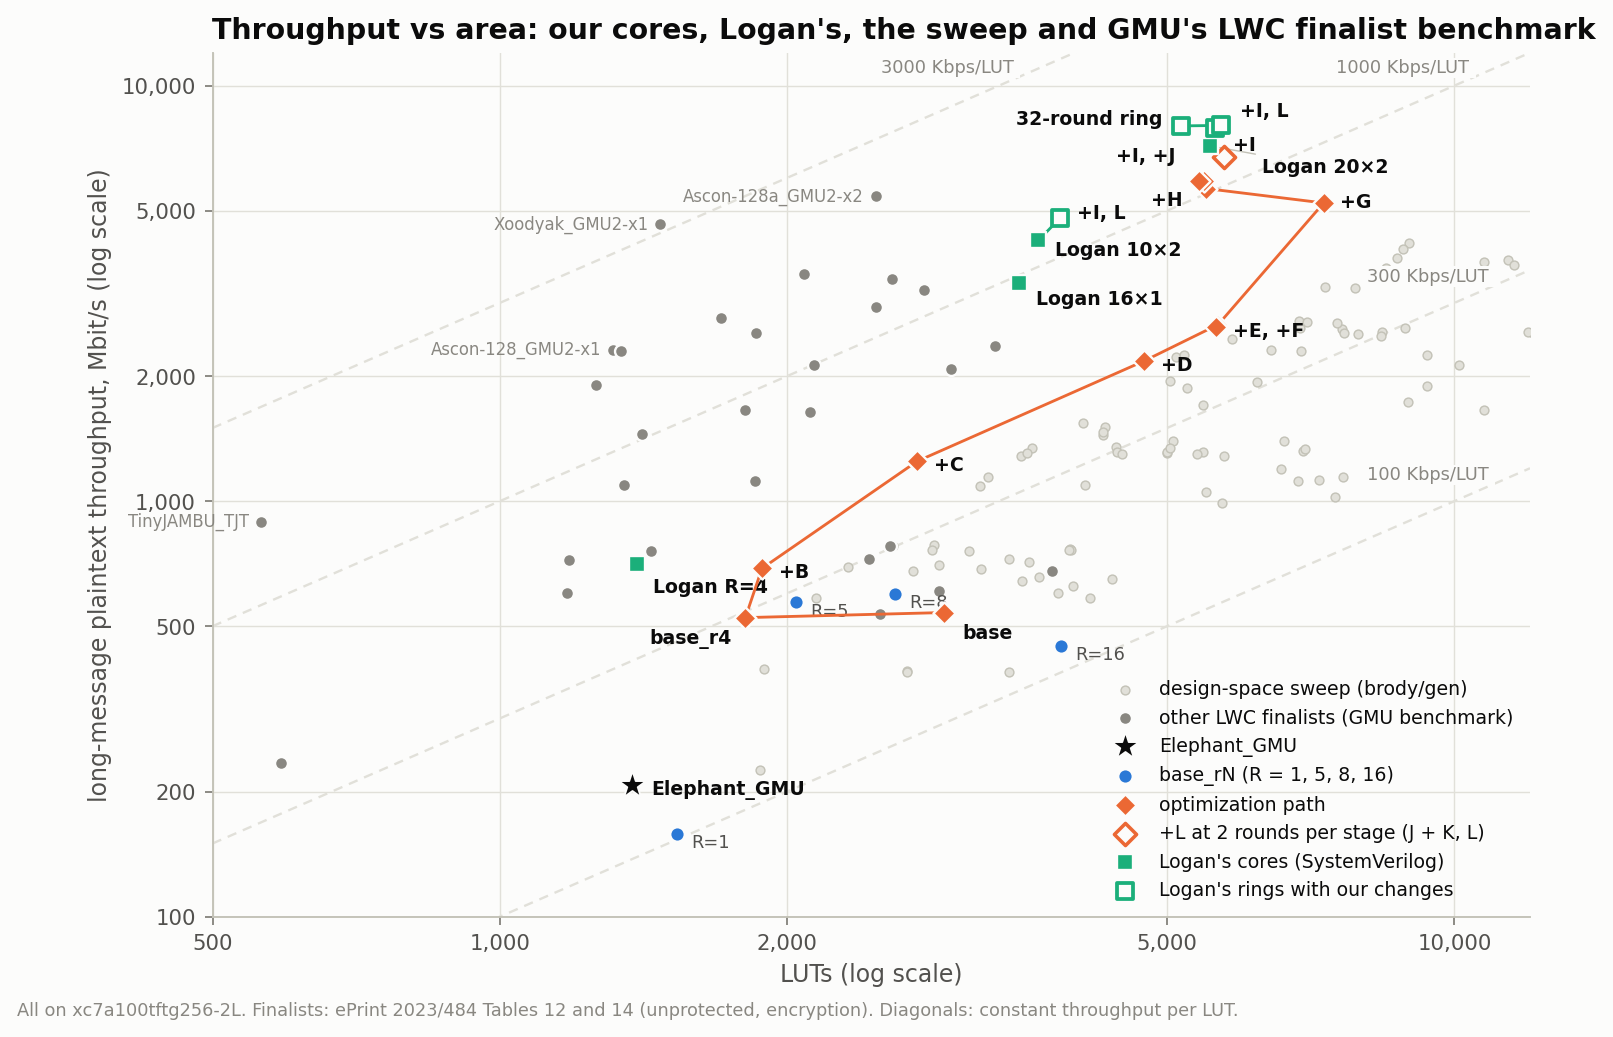 Throughput vs area: our cores, Logan's, the sweep and GMU's LWC finalist benchmark
3000 Kbps/LUT
1000 Kbps/LUT
10,000
+I, L
32-round ring
+I
+I, +J
Logan 20×2
Ascon-128a_GMU2-x2
+H
+G
5,000
+I, L
Xoodyak_GMU2-x1
Logan 10×2
300 Kbps/LUT
Logan 16×1
+E, +F
Ascon-128_GMU2-x1
+D
2,000
+C
100 Kbps/LUT
1,000
TinyJAMBU_TJT
+B
Logan R=4
R=5
R=8
500
base_r4
base
R=16
design-space sweep (brody/gen)
other LWC finalists (GMU benchmark)
Elephant_GMU
base_rN (R = 1, 5, 8, 16)
optimization path
+L at 2 rounds per stage (J + K, L)
Logan's cores (SystemVerilog)
Logan's rings with our changes
200
Elephant_GMU
R=1
100
long-message plaintext throughput, Mbit/s (log scale)
500
1,000
2,000
5,000
10,000
LUTs (log scale)
All on xc7a100tftg256-2L. Finalists: ePrint 2023/484 Tables 12 and 14 (unprotected, encryption). Diagonals: constant throughput per LUT.